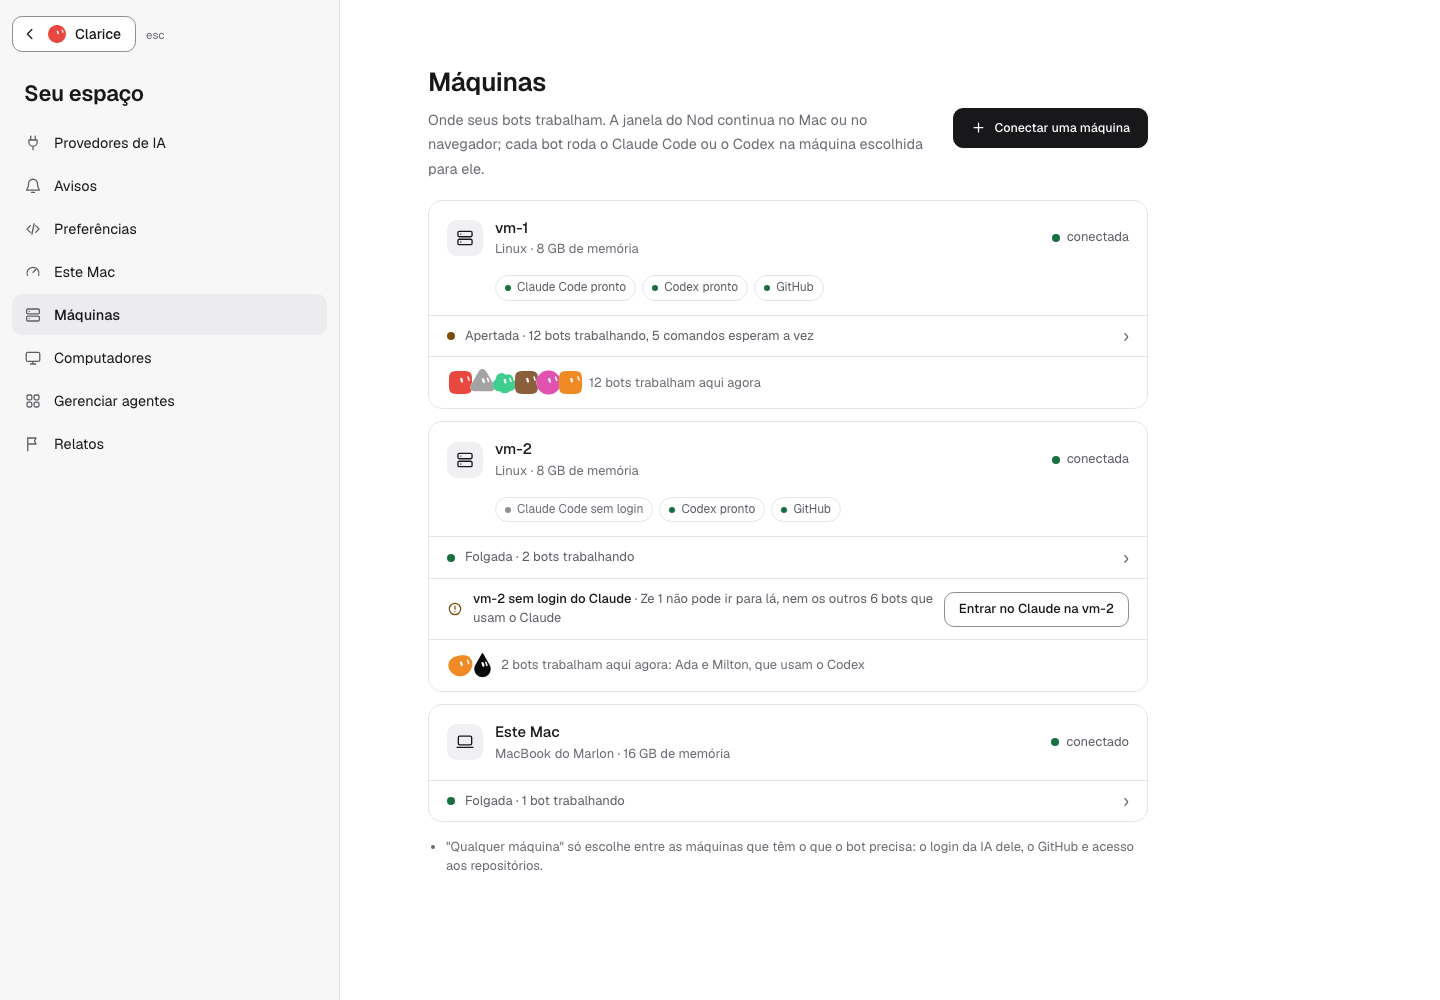 Clarice
esc
Seu espaço
Provedores de IA
Avisos
Preferências
Este Mac
Máquinas
Computadores
Gerenciar agentes
Relatos
Máquinas
Onde seus bots trabalham. A janela do Nod continua no Mac ou no
navegador; cada bot roda o Claude Code ou o Codex na máquina escolhida
para ele.
Conectar uma máquina
vm-1
Linux · 8 GB de memória
conectada
Claude Code pronto
Codex pronto
GitHub
Apertada · 12 bots trabalhando, 5 comandos esperam a vez
12 bots trabalham aqui agora
vm-2
Linux · 8 GB de memória
conectada
Claude Code sem login
Codex pronto
GitHub
Folgada · 2 bots trabalhando
vm-2 sem login do Claude · Ze 1 não pode ir para lá, nem os outros 6 bots que
usam o Claude
Entrar no Claude na vm-2
2 bots trabalham aqui agora: Ada e Milton, que usam o Codex
Este Mac
MacBook do Marlon · 16 GB de memória
conectado
Folgada · 1 bot trabalhando
• "Qualquer máquina" só escolhe entre as máquinas que têm o que o bot precisa: o login da IA dele, o GitHub e acesso
aos repositórios.